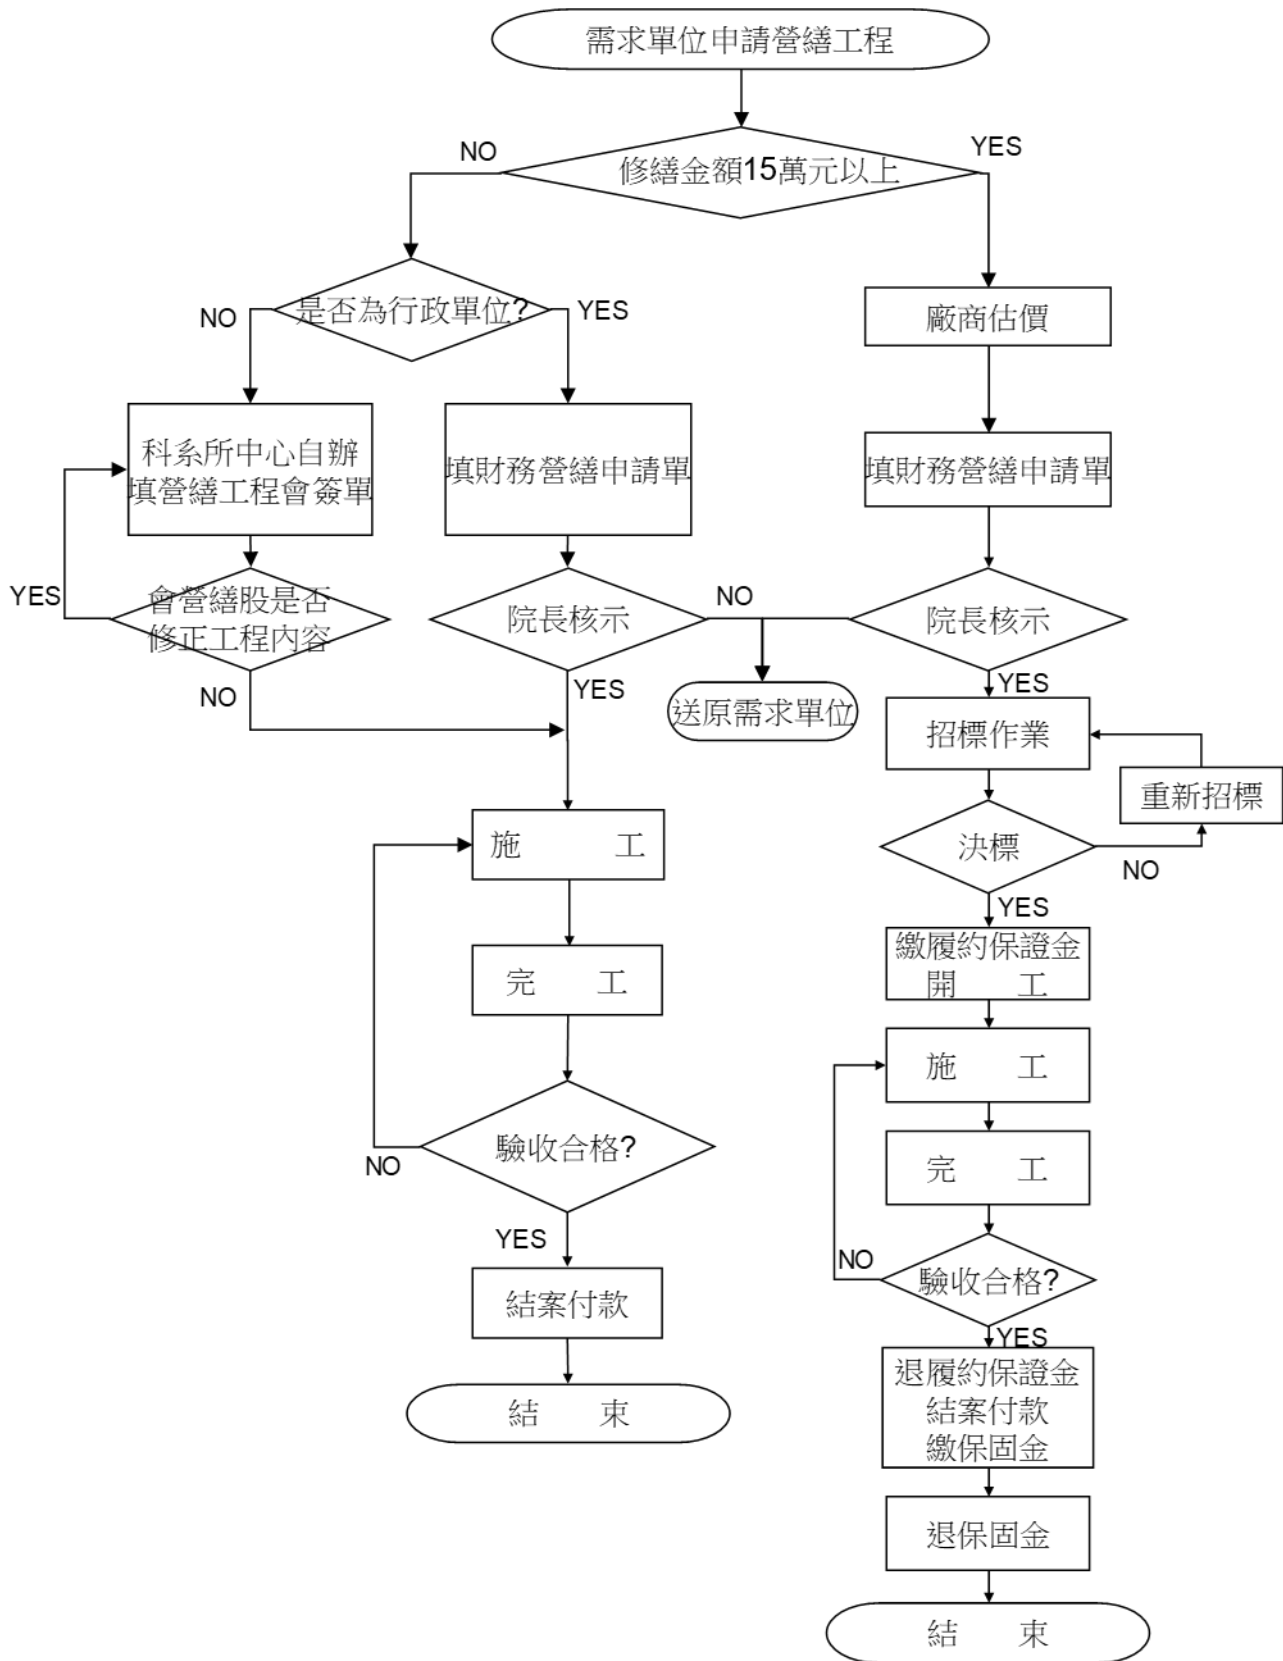 需求單位申請營繕工程
NO
YES
修繕金額15萬元以上
NO
是否為行政單位?
YES
廠商估價
科系所中心自辦
填營繕工程會簽單
填財務營繕申請單
填財務營繕申請單
YES
會營繕股是否
修正工程內容
院長核示
NO
院長核示
NO
YES
送原需求單位
YES
招標作業
重新招標
施 工
決標
NO
YES
繳履約保證金
開 工
完 工
施 工
驗收合格?
NO
完 工
YES
NO
驗收合格?
結案付款
YES
退履約保證金
結案付款
繳保固金
結 束
退保固金
結 束